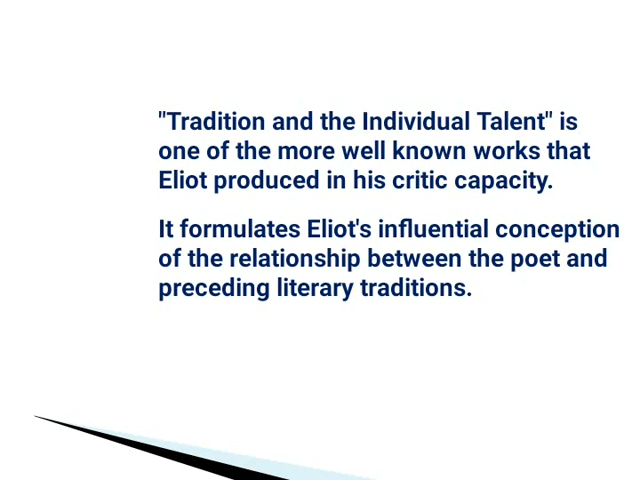 "Tradition and the Individual Talent" is
one of the more well known works that
Eliot produced in his critic capacity.
It formulates Eliot's influential conception
of the relationship between the poet and
preceding literary traditions.